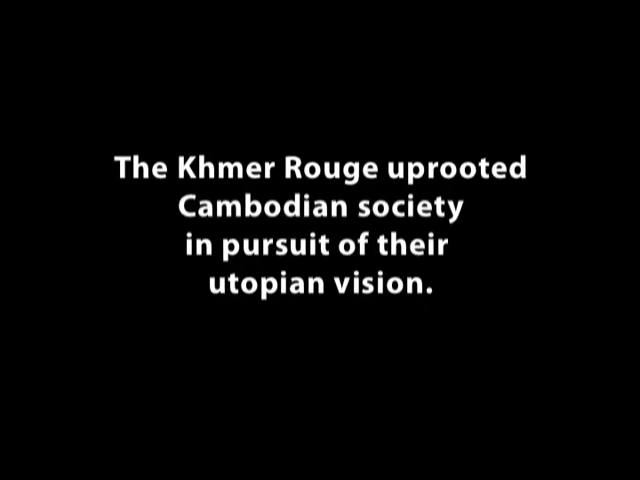 The Khmer Rouge uprooted
Cambodian society
in pursuit of their
utopian vision.